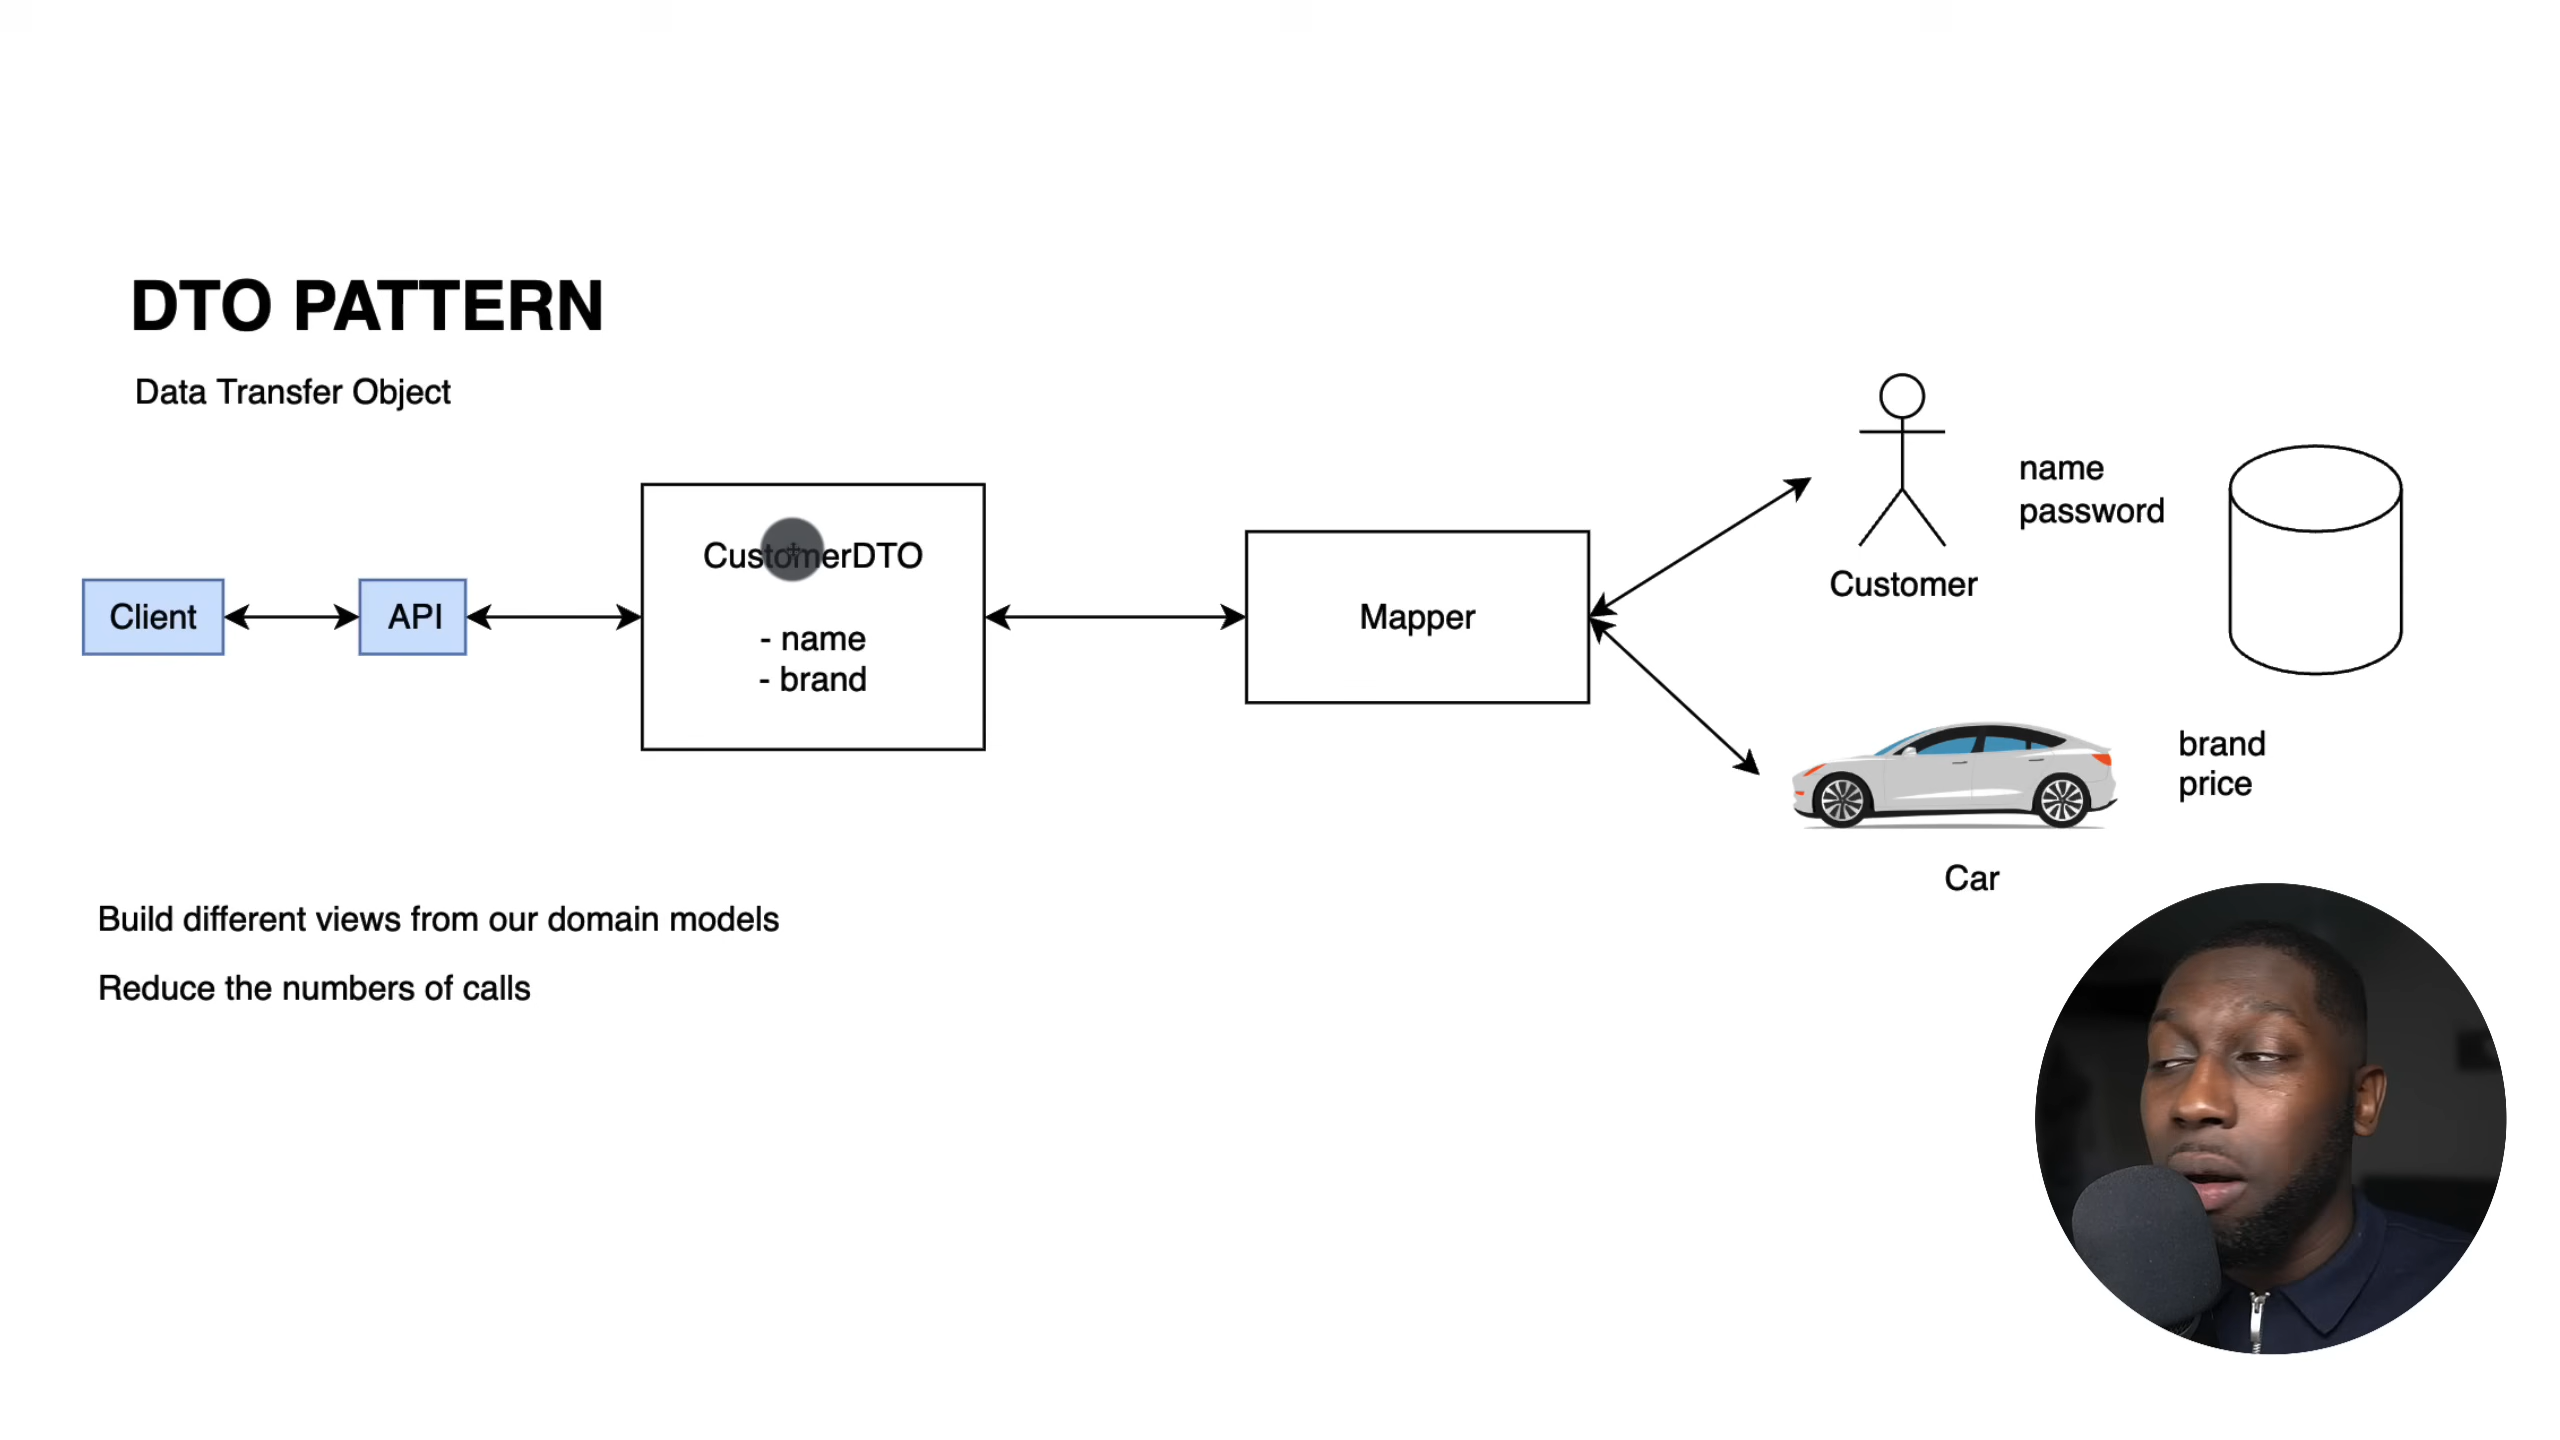 DTO PATTERN
Data Transfer Object
Client
API
CustomerDTO
- name
- brand
Mapper
name
password
Customer
brand
price
Car
Build different views from our domain models
Reduce the numbers of calls